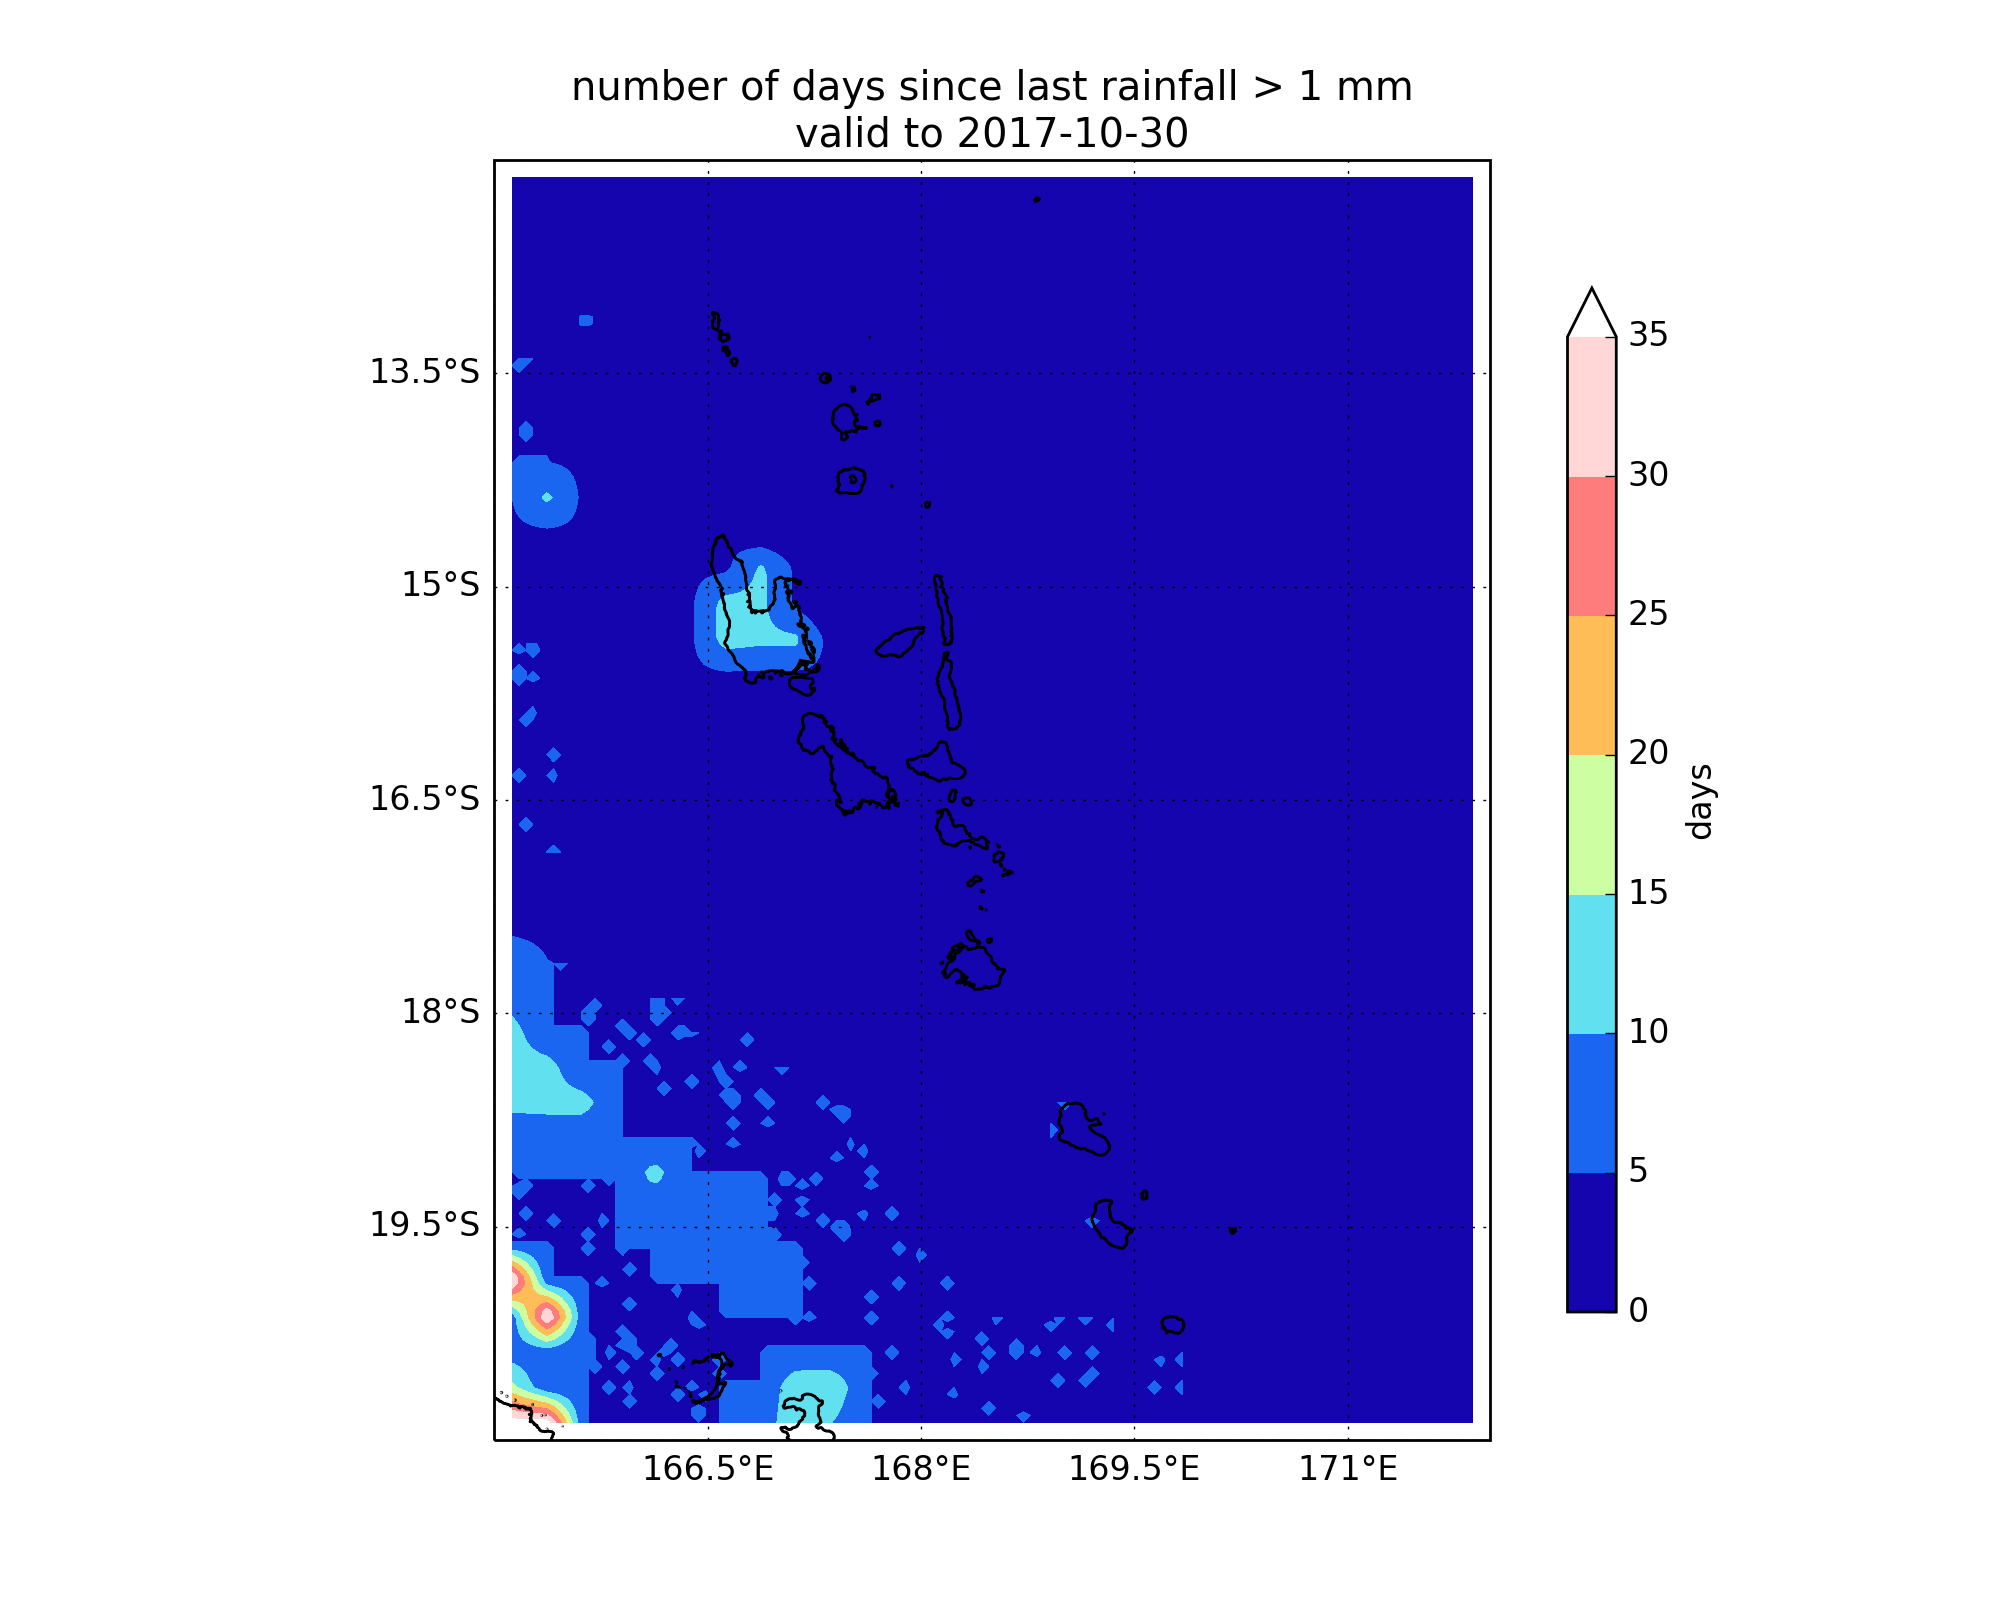 number of days since last rainfall > 1 mm
valid to 2017-10-30
13.5°S
15°S
16.5°S
18°S
19.5°S
166.5°E
168°E
169.5°E
171°E
35
30
25
20
15
10
5
0
days